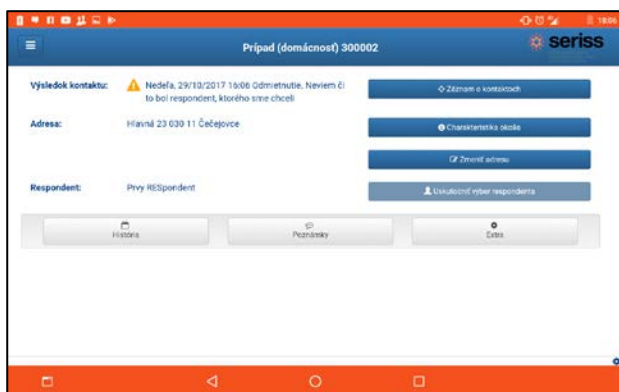 18:06
Prípad (domácnosť) 300002
seriss
Výsledok kontaktu:
Nedeľa, 29/10/2017 16:06 Odmietnutie, Neviem či
to bol respondent, ktorého sme chceli
Záznam o kontaktoch
Adresa:
Hlavná 23 030 11 Čečejovce
Charakteristika okolia
Zmeniť adresu
Respondent:
Prvy RESpondent
Uskutočniť výber respondenta
História
Poznámky
Extra